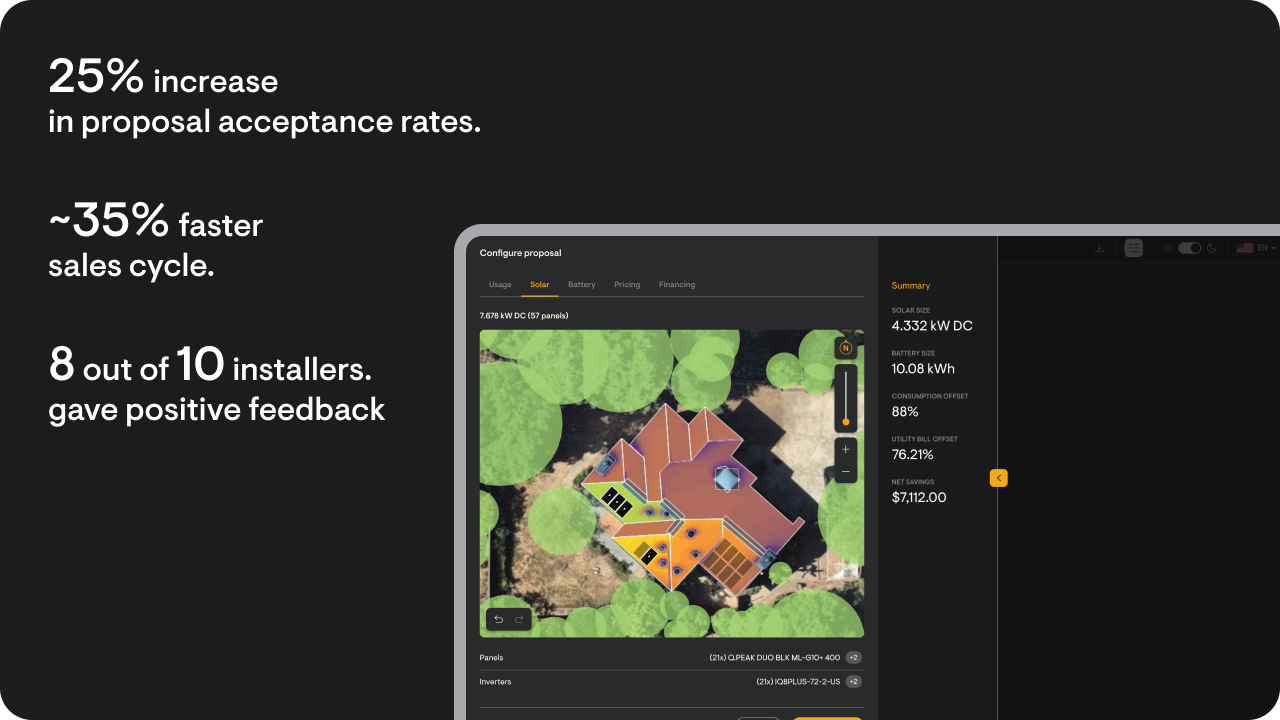 25% increase
in proposal acceptance rates.
~35% faster
sales cycle.
8 out of 10 installers.
gave positive feedback
Configure proposal
Usage Solar Battery Pricing Financing
7.678 kW DC (57 panels)
N
Panels (21x) Q.PEAK DUO BLK ML-G10+ 400 +2
Inverters (21x) IQ8PLUS-72-2-US +2
EN
Summary
SOLAR SIZE
4.332 kW DC
BATTERY SIZE
10.08 kWh
CONSUMPTION OFFSET
88%
UTILITY BILL OFFSET
76.21%
NET SAVINGS
$7,112.00